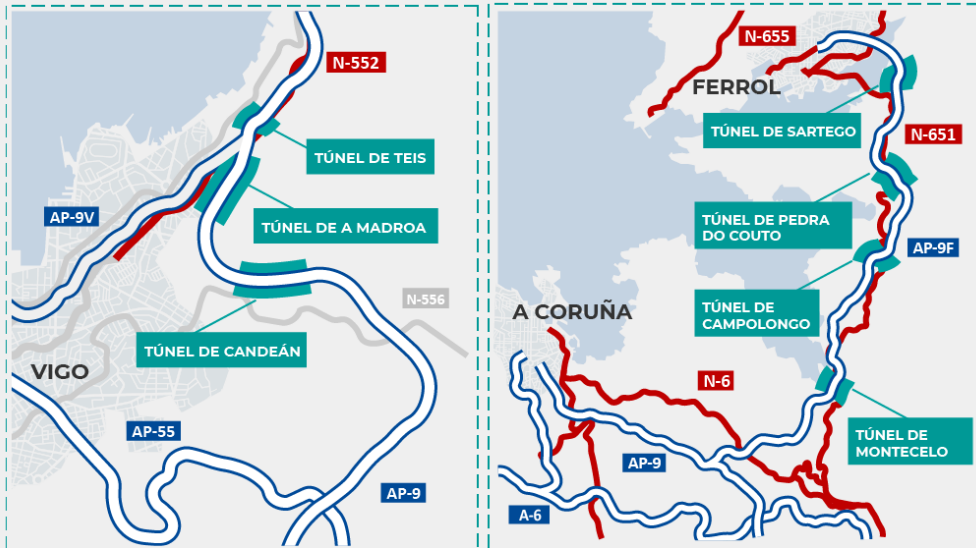 N-552
TÚNEL DE TEIS
AP-9V
TÚNEL DE A MADROA
N-556
TÚNEL DE CANDEÁN
VIGO
AP-55
AP-9
N-655
FERROL
TÚNEL DE SARTEGO
N-651
TÚNEL DE PEDRA
DO COUTO
AP-9F
A CORUÑA
TÚNEL DE
CAMPOLONGO
N-6
TÚNEL DE
MONTECELO
AP-9
A-6